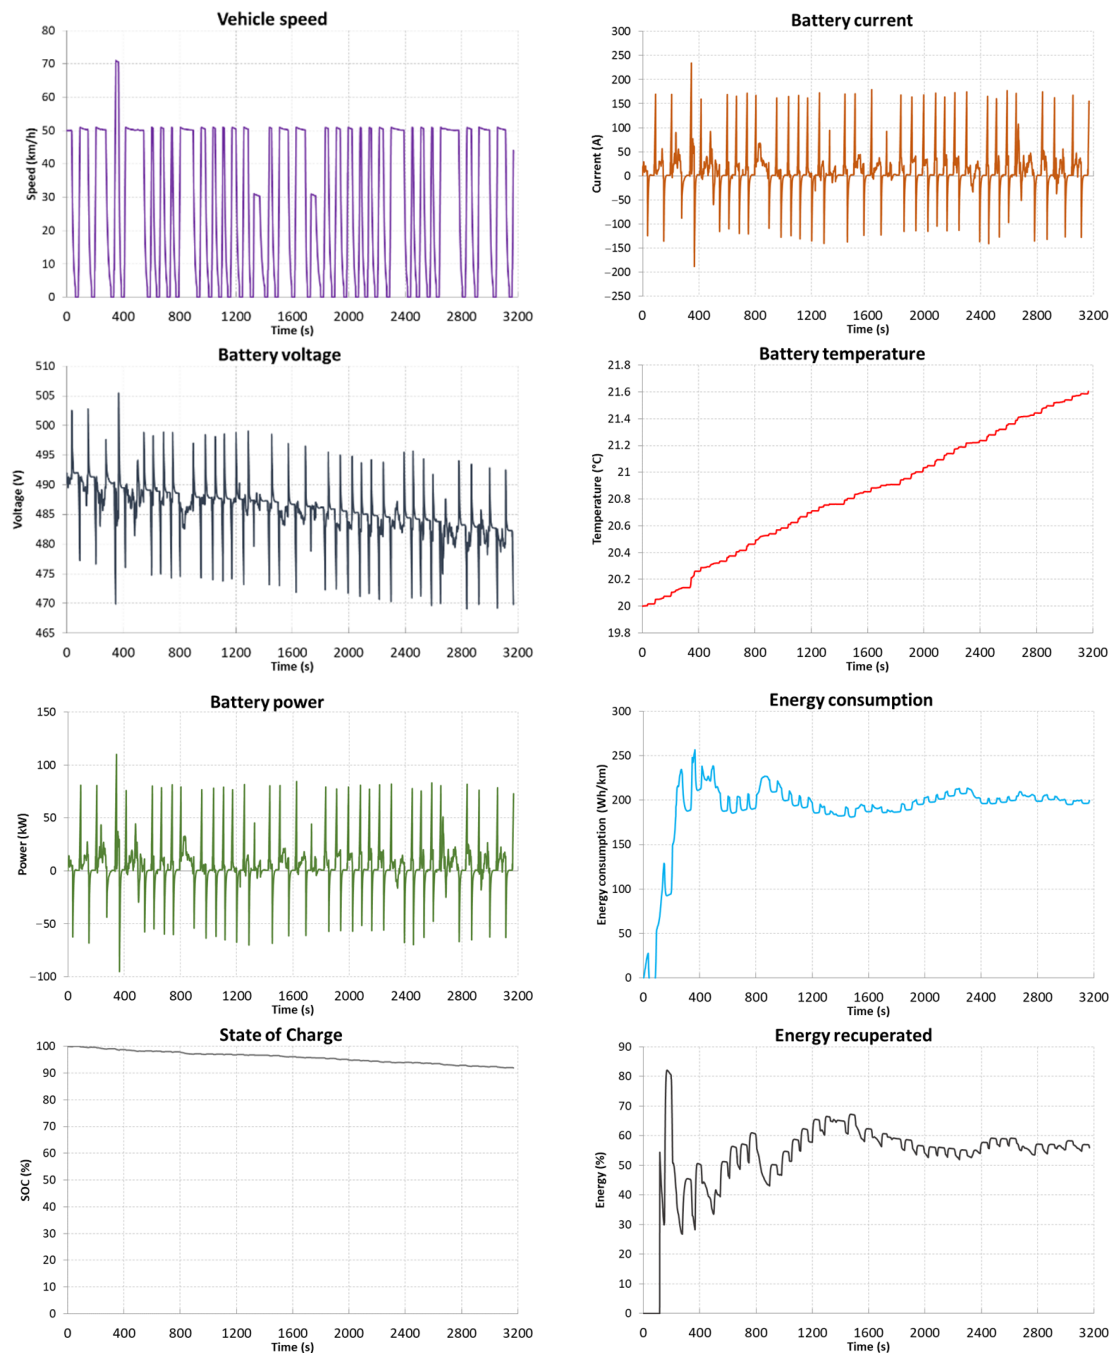 Vehicle speed
80
70
60
50
40
30
20
10
0
Speed (km/h)
0 400 800 1200 1600 2000 2400 2800 3200
Time (s)
Battery current
300
250
200
150
100
50
0
−50
−100
−150
−200
−250
Current (A)
0 400 800 1200 1600 2000 2400 2800 3200
Time (s)
Battery voltage
510
505
500
495
490
485
480
475
470
465
Voltage (V)
0 400 800 1200 1600 2000 2400 2800 3200
Time (s)
Battery temperature
21.8
21.6
21.4
21.2
21
20.8
20.6
20.4
20.2
20
19.8
Temperature (°C)
0 400 800 1200 1600 2000 2400 2800 3200
Time (s)
Battery power
150
100
50
0
−50
−100
Power (kW)
0 400 800 1200 1600 2000 2400 2800 3200
Time (s)
Energy consumption
300
250
200
150
100
50
0
Energy consumption (Wh/km)
0 400 800 1200 1600 2000 2400 2800 3200
Time (s)
State of Charge
100
90
80
70
60
50
40
30
20
10
0
SOC (%)
0 400 800 1200 1600 2000 2400 2800 3200
Time (s)
Energy recuperated
90
80
70
60
50
40
30
20
10
0
Energy (%)
0 400 800 1200 1600 2000 2400 2800 3200
Time (s)